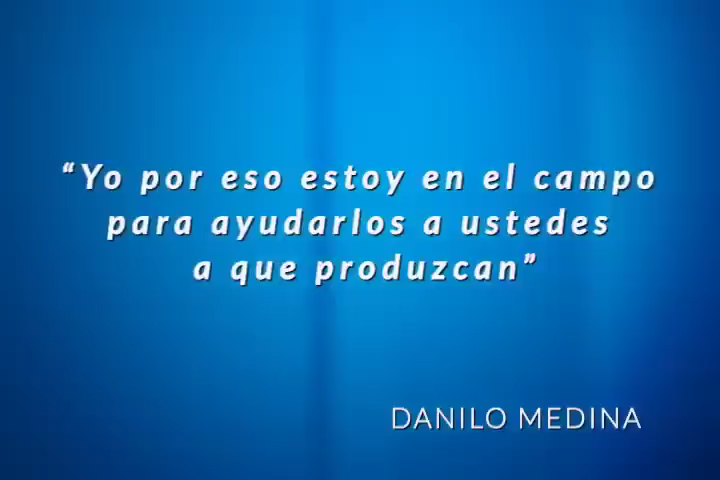 “Yo por eso estoy en el campo
para ayudarlos a ustedes
a que produzcan”
DANILO MEDINA